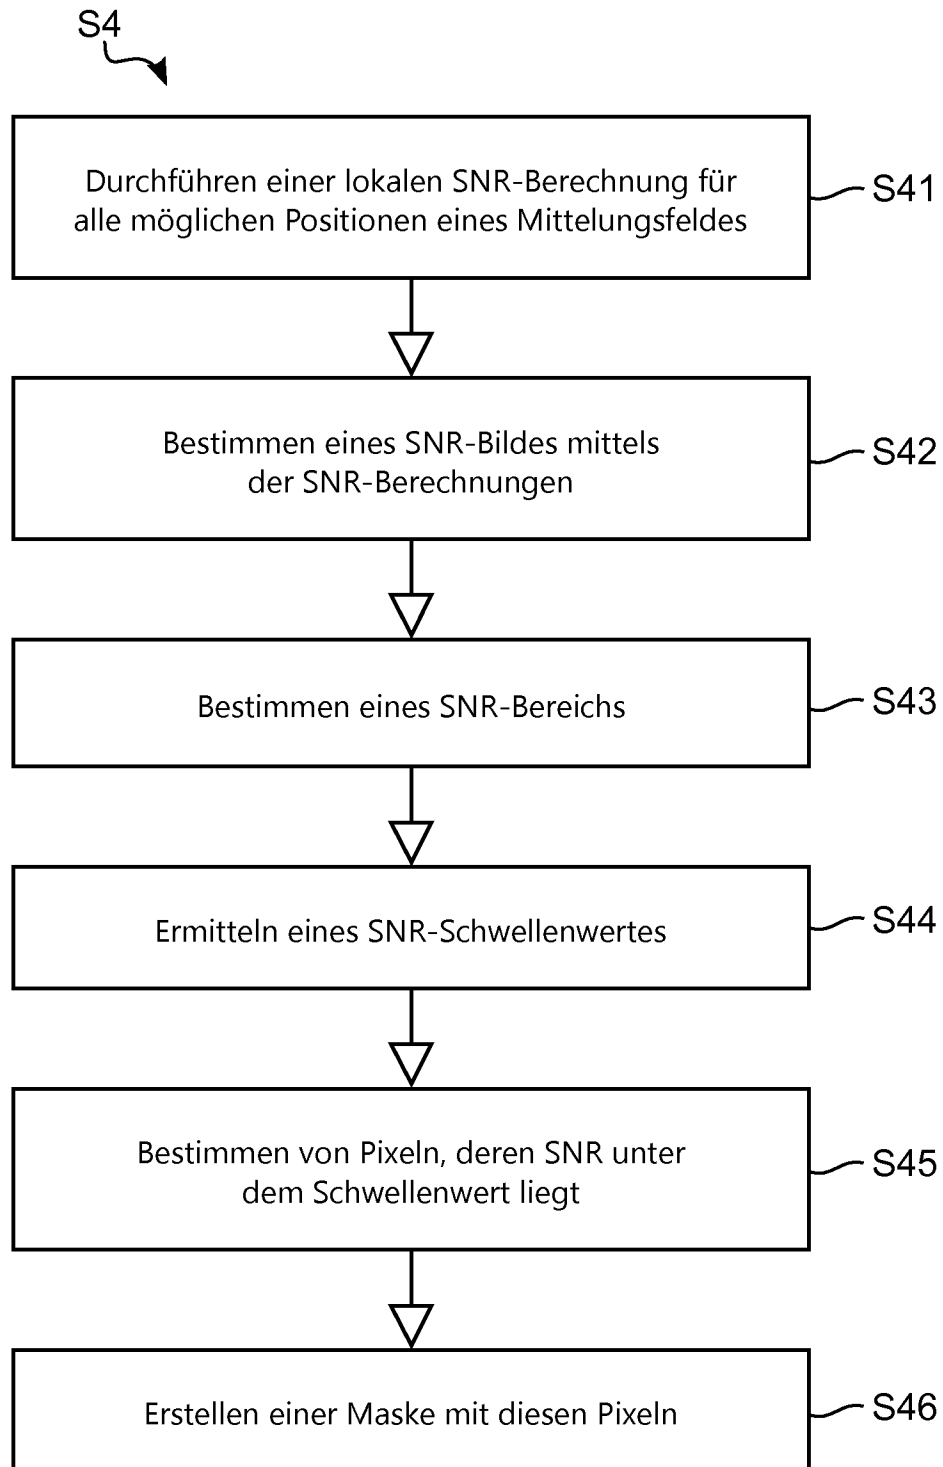 S4
Durchführen einer lokalen SNR-Berechnung für
alle möglichen Positionen eines Mittelungsfeldes
S41
Bestimmen eines SNR-Bildes mittels
der SNR-Berechnungen
S42
Bestimmen eines SNR-Bereichs
S43
Ermitteln eines SNR-Schwellenwertes
S44
Bestimmen von Pixeln, deren SNR unter
dem Schwellenwert liegt
S45
Erstellen einer Maske mit diesen Pixeln
S46